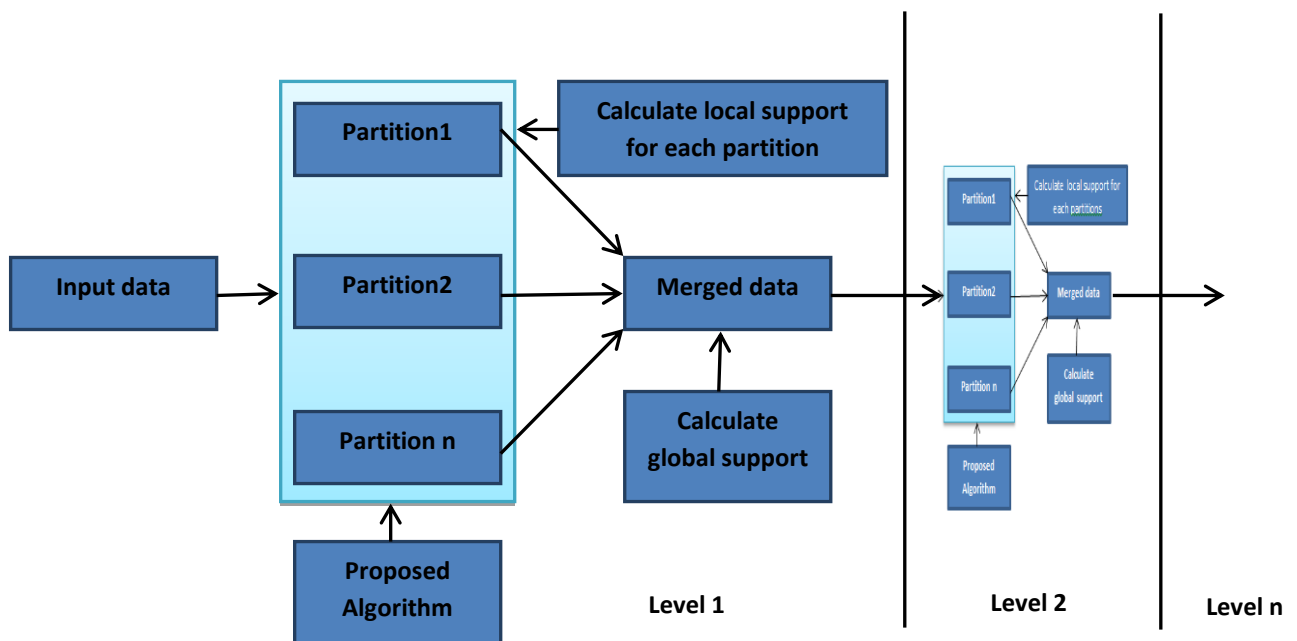 Partition1
Calculate local support
for each partition
Input data
Partition2
Merged data
Partition n
Calculate
global support
Proposed
Algorithm
Level 1
Partition1
Calculate local support for
each partitions
Partition2
Merged data
Partition n
Calculate
global support
Proposed
Algorithm
Level 2
Level n